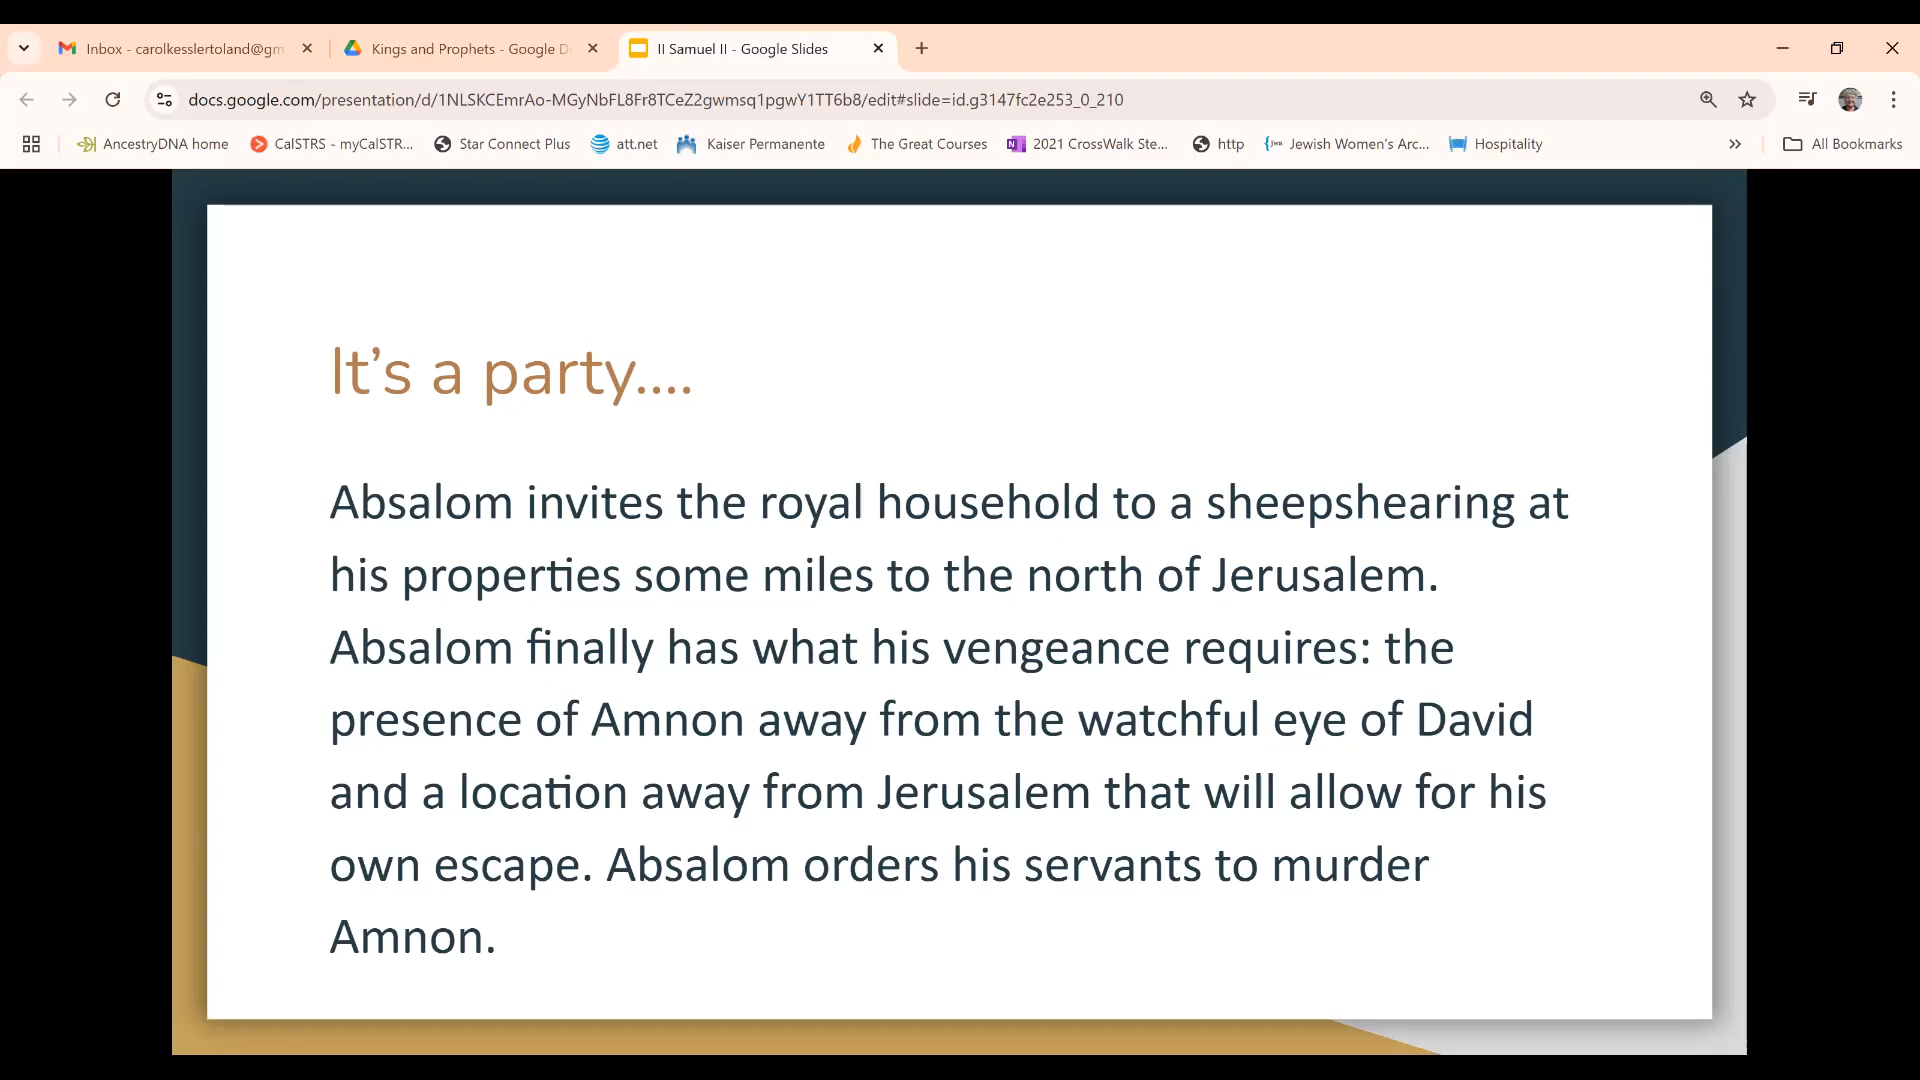 Inbox - carolkesslertoland@gm
Kings and Prophets - Google D
II Samuel II - Google Slides
docs.google.com/presentation/d/1NLSKCEmrAo-MGyNbFL8Fr8TCeZ2gwmsq1pgwY1TT6b8/edit#slide=id.g3147fc2e253_0_210
AncestryDNA home
CalSTRS - myCalSTR...
Star Connect Plus
att.net
Kaiser Permanente
The Great Courses
2021 CrossWalk Ste...
http
Jewish Women's Arc...
Hospitality
All Bookmarks
It’s a party....
Absalom invites the royal household to a sheepshearing at
his properties some miles to the north of Jerusalem.
Absalom finally has what his vengeance requires: the
presence of Amnon away from the watchful eye of David
and a location away from Jerusalem that will allow for his
own escape. Absalom orders his servants to murder
Amnon.